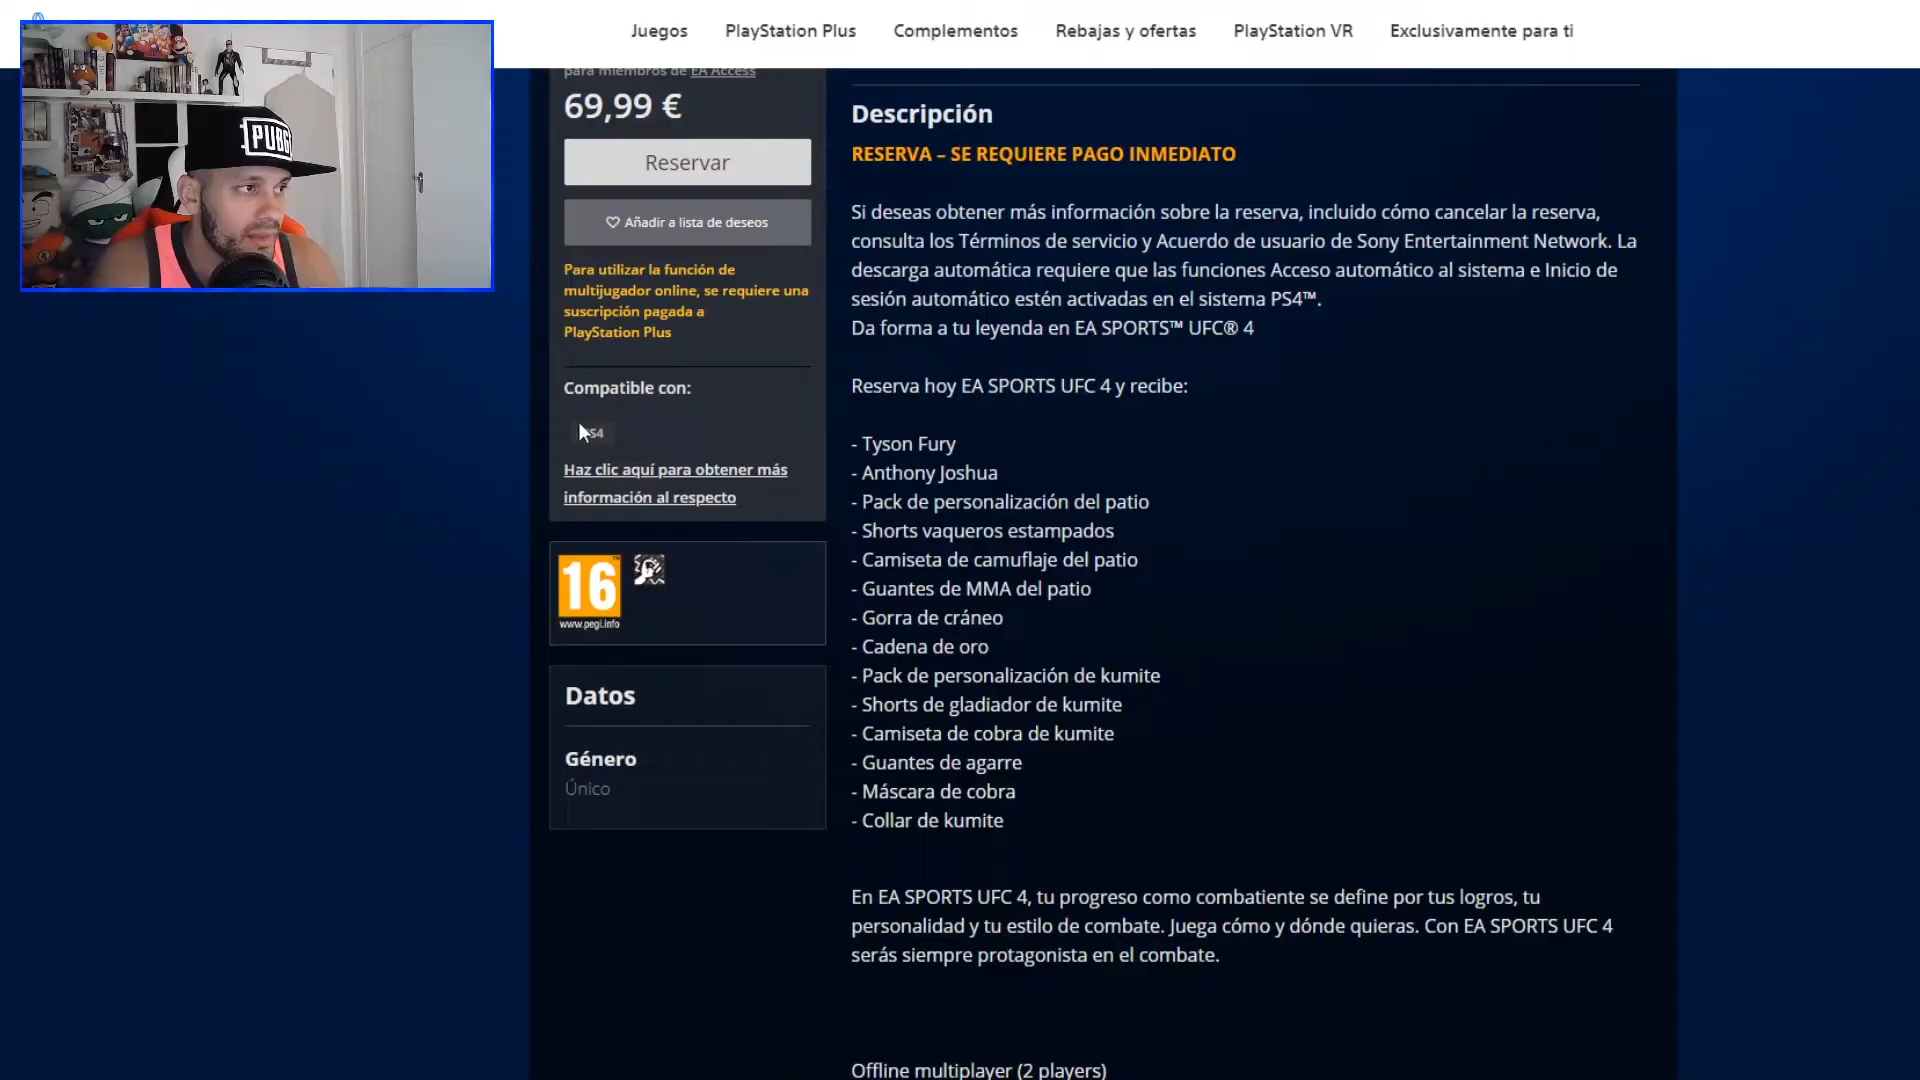 Juegos PlayStation Plus Complementos Rebajas y ofertas PlayStation VR Exclusivamente para ti
PUBG
para miembros de EA Access
69,99 €
Reservar
Añadir a lista de deseos
Para utilizar la función de
multijugador online, se requiere una
suscripción pagada a
PlayStation Plus
Compatible con:
Haz clic aquí para obtener más
información al respecto
16
www.pegi.info
Datos
Género
Único
Descripción
RESERVA – SE REQUIERE PAGO INMEDIATO
Si deseas obtener más información sobre la reserva, incluido cómo cancelar la reserva,
consulta los Términos de servicio y Acuerdo de usuario de Sony Entertainment Network. La
descarga automática requiere que las funciones Acceso automático al sistema e Inicio de
sesión automático estén activadas en el sistema PS4™.
Da forma a tu leyenda en EA SPORTS™ UFC® 4
Reserva hoy EA SPORTS UFC 4 y recibe:
- Tyson Fury
- Anthony Joshua
- Pack de personalización del patio
- Shorts vaqueros estampados
- Camiseta de camuflaje del patio
- Guantes de MMA del patio
- Gorra de cráneo
- Cadena de oro
- Pack de personalización de kumite
- Shorts de gladiador de kumite
- Camiseta de cobra de kumite
- Guantes de agarre
- Máscara de cobra
- Collar de kumite
En EA SPORTS UFC 4, tu progreso como combatiente se define por tus logros, tu
personalidad y tu estilo de combate. Juega cómo y dónde quieras. Con EA SPORTS UFC 4
serás siempre protagonista en el combate.
Offline multiplayer (2 players)